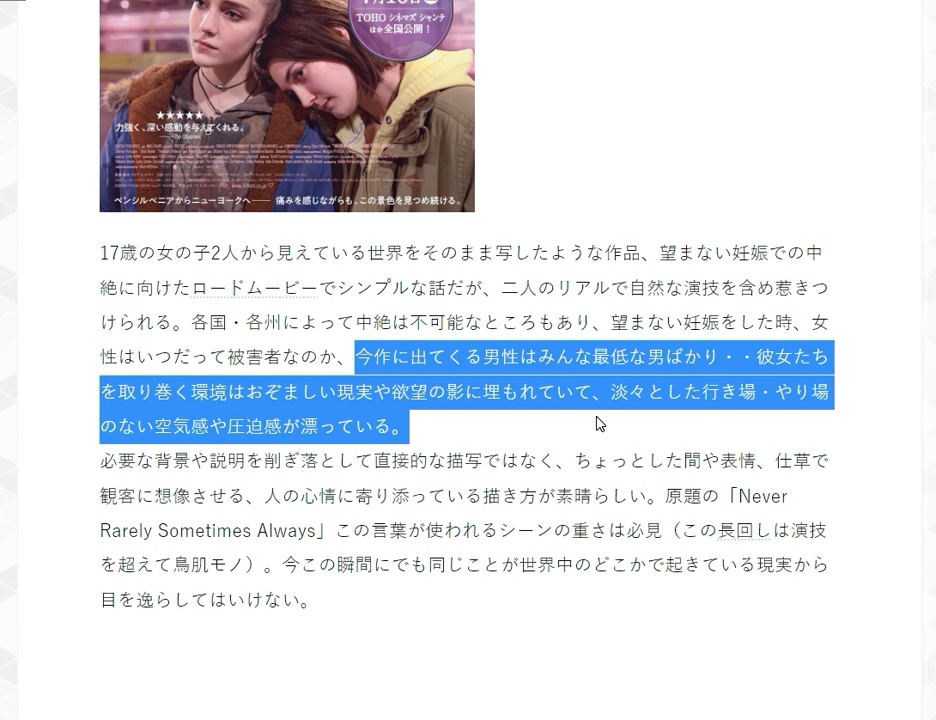 TOHO シネマズ シャンテ
ほか全国公開！
★★★★★
力強く、深い感動を与えてくれる。
www.bitters.co.jp/17
ペンシルベニアからニューヨークへ―― 痛みを感じながらも、この景色を見つめ続ける。
17歳の女の子2人から見えている世界をそのまま写したような作品、望まない妊娠での中
絶に向けたロードムービーでシンプルな話だが、二人のリアルで自然な演技を含め惹きつ
けられる。各国・各州によって中絶は不可能なところもあり、望まない妊娠をした時、女
性はいつだって被害者なのか、今作に出てくる男性はみんな最低な男ばかり・・彼女たち
を取り巻く環境はおぞましい現実や欲望の影に埋もれていて、淡々とした行き場・やり場
のない空気感や圧迫感が漂っている。
必要な背景や説明を削ぎ落として直接的な描写ではなく、ちょっとした間や表情、仕草で
観客に想像させる、人の心情に寄り添っている描き方が素晴らしい。原題の「Never
Rarely Sometimes Always」この言葉が使われるシーンの重さは必見（この長回しは演技
を超えて鳥肌モノ）。今この瞬間にでも同じことが世界中のどこかで起きている現実から
目を逸らしてはいけない。